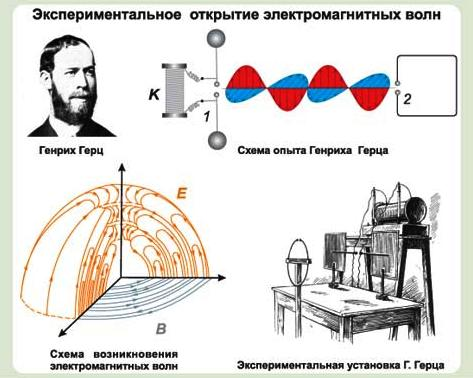 Экспериментальное открытие электромагнитных волн
К
1
2
Генрих Герц
Схема опыта Генриха Герца
E
B
Схема возникновения
электромагнитных волн
Экспериментальная установка Г. Герца